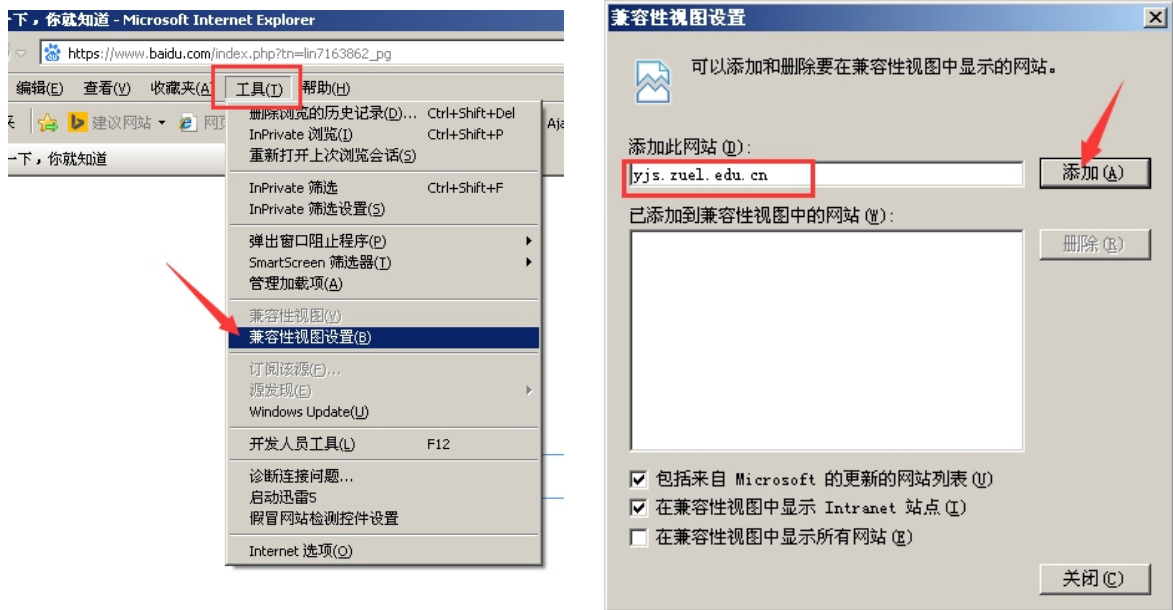 一下，你就知道 - Microsoft Internet Explorer
https://www.baidu.com/index.php?tn=lin7163862_pg
编辑(E) 查看(V) 收藏夹(A 工具(T) 帮助(H)
建议网站
一下，你就知道
删除浏览的历史记录(D)... Ctrl+Shift+Del
InPrivate 浏览(I) Ctrl+Shift+P
重新打开上次浏览会话(S)
InPrivate 筛选 Ctrl+Shift+F
InPrivate 筛选设置(S)
弹出窗口阻止程序(P)
SmartScreen 筛选器(T)
管理加载项(A)
兼容性视图(V)
兼容性视图设置(B)
订阅该源(F)...
源发现(E)
Windows Update(U)
开发人员工具(L) F12
诊断连接问题...
启动迅雷5
假冒网站检测控件设置
Internet 选项(O)
兼容性视图设置
可以添加和删除要在兼容性视图中显示的网站。
添加此网站(D):
yjs.zuel.edu.cn
添加(A)
已添加到兼容性视图中的网站(W):
删除(R)
包括来自 Microsoft 的更新的网站列表(U)
在兼容性视图中显示 Intranet 站点(I)
在兼容性视图中显示所有网站(E)
关闭(C)